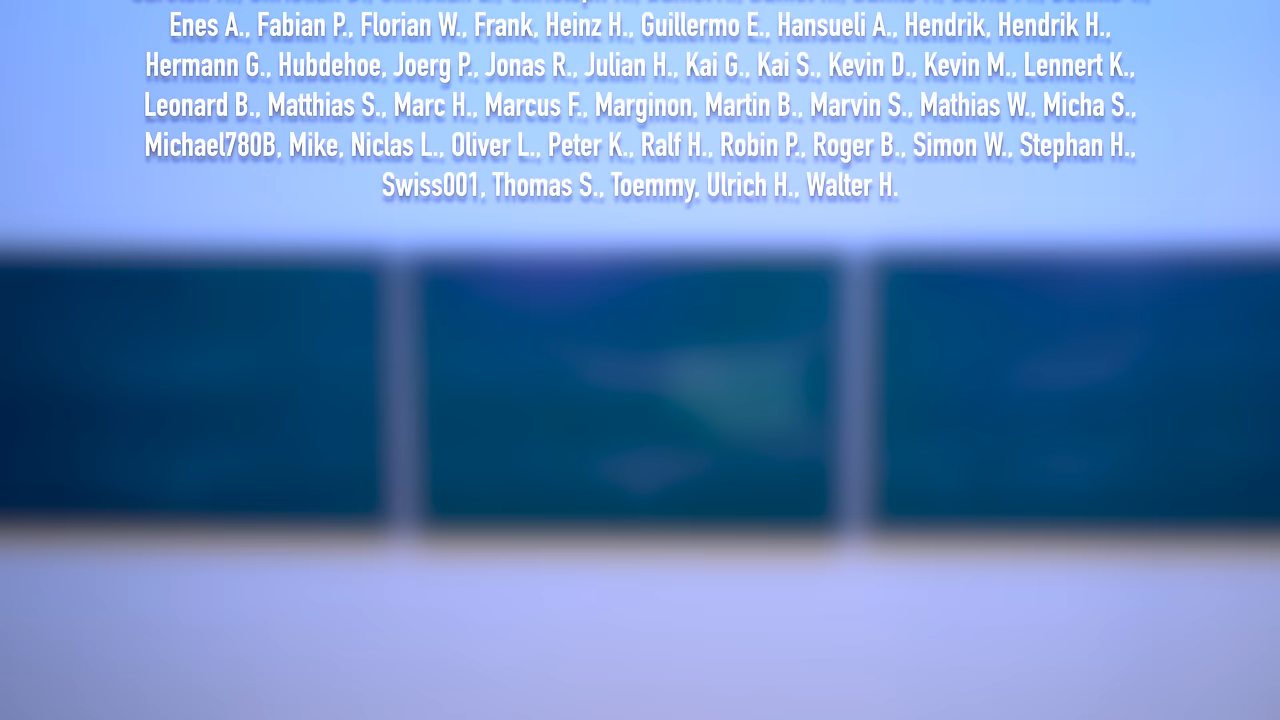 Enes A., Fabian P., Florian W., Frank, Heinz H., Guillermo E., Hansueli A., Hendrik, Hendrik H.,
Hermann G., Hubdehoe, Joerg P., Jonas R., Julian H., Kai G., Kai S., Kevin D., Kevin M., Lennert K.,
Leonard B., Matthias S., Marc H., Marcus F., Marginon, Martin B., Marvin S., Mathias W., Micha S.,
Michael780B, Mike, Niclas L., Oliver L., Peter K., Ralf H., Robin P., Roger B., Simon W., Stephan H.,
Swiss001, Thomas S., Toemmy, Ulrich H., Walter H.